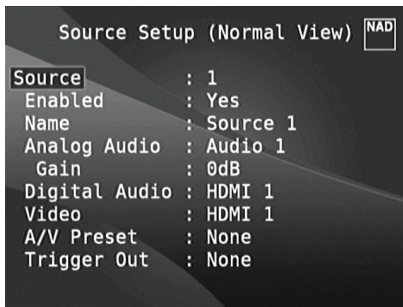 Source Setup (Normal View) NAD
Source : 1
Enabled : Yes
Name : Source 1
Analog Audio : Audio 1
Gain : 0dB
Digital Audio : HDMI 1
Video : HDMI 1
A/V Preset : None
Trigger Out : None